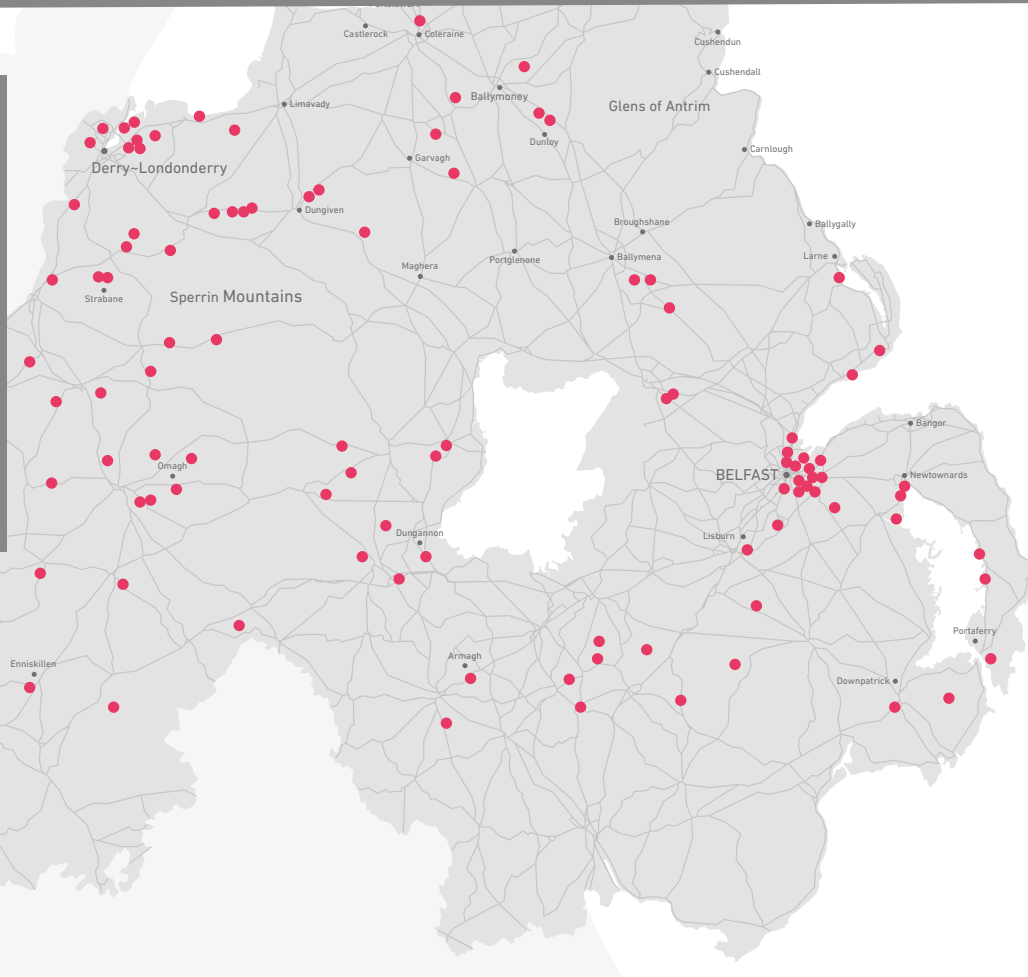 Castlerock
Coleraine
Cushendun
Cushendall
Ballymoney
Limavady
Glens of Antrim
Dunloy
Carnlough
Garvagh
Derry~Londonderry
Dungiven
Broughshane
Ballygally
Portglenone
Ballymena
Larne
Maghera
Strabane
Sperrin Mountains
Bangor
Omagh
BELFAST
Newtownards
Dungannon
Lisburn
Portaferry
Armagh
Enniskillen
Downpatrick